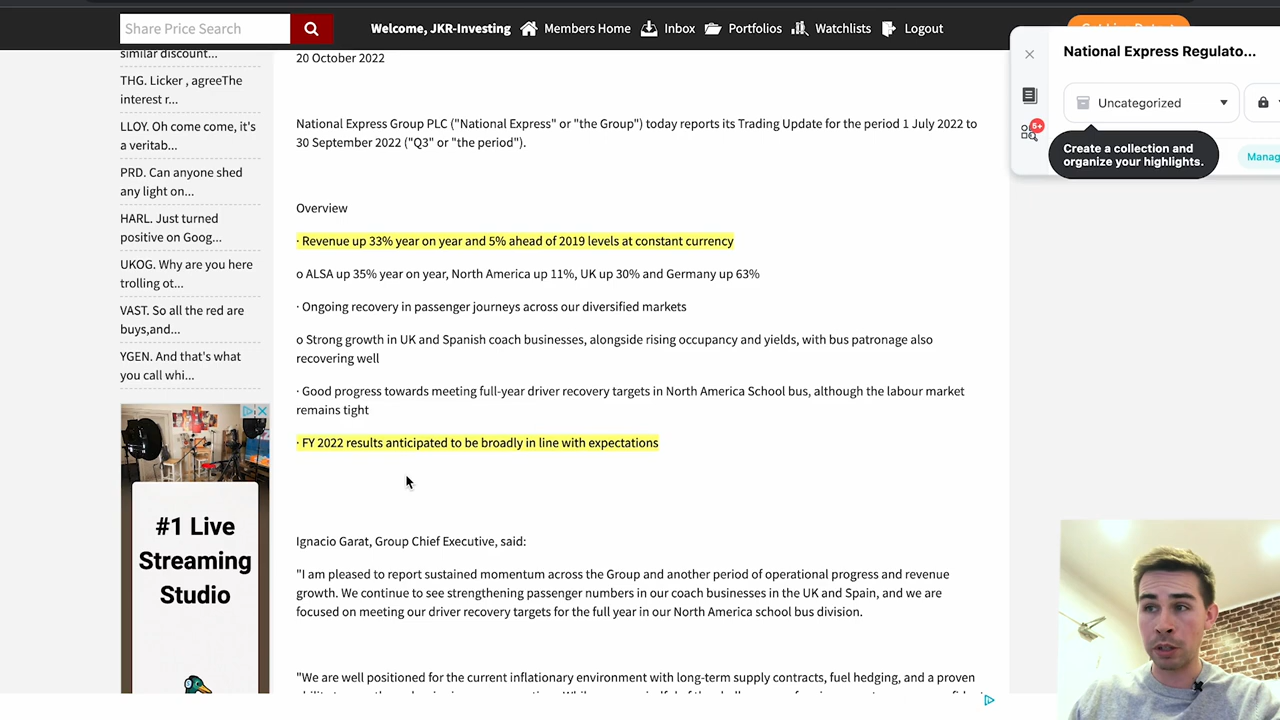 Share Price Search
Welcome, JKR-Investing
Members Home
Inbox
Portfolios
Watchlists
Logout
similar discount...
THG. Licker , agreeThe
interest r...
LLOY. Oh come come, it's
a veritab...
PRD. Can anyone shed
any light on...
HARL. Just turned
positive on Goog...
UKOG. Why are you here
trolling ot...
VAST. So all the red are
buys,and...
YGEN. And that's what
you call whi...
#1 Live
Streaming
Studio
20 October 2022
National Express Group PLC ("National Express" or "the Group") today reports its Trading Update for the period 1 July 2022 to
30 September 2022 ("Q3" or "the period").
Overview
· Revenue up 33% year on year and 5% ahead of 2019 levels at constant currency
o ALSA up 35% year on year, North America up 11%, UK up 30% and Germany up 63%
· Ongoing recovery in passenger journeys across our diversified markets
o Strong growth in UK and Spanish coach businesses, alongside rising occupancy and yields, with bus patronage also
recovering well
· Good progress towards meeting full-year driver recovery targets in North America School bus, although the labour market
remains tight
· FY 2022 results anticipated to be broadly in line with expectations
Ignacio Garat, Group Chief Executive, said:
"I am pleased to report sustained momentum across the Group and another period of operational progress and revenue
growth. We continue to see strengthening passenger numbers in our coach businesses in the UK and Spain, and we are
focused on meeting our driver recovery targets for the full year in our North America school bus division.
"We are well positioned for the current inflationary environment with long-term supply contracts, fuel hedging, and a proven
National Express Regulato...
Uncategorized
6+
Create a collection and
organize your highlights.
Manag